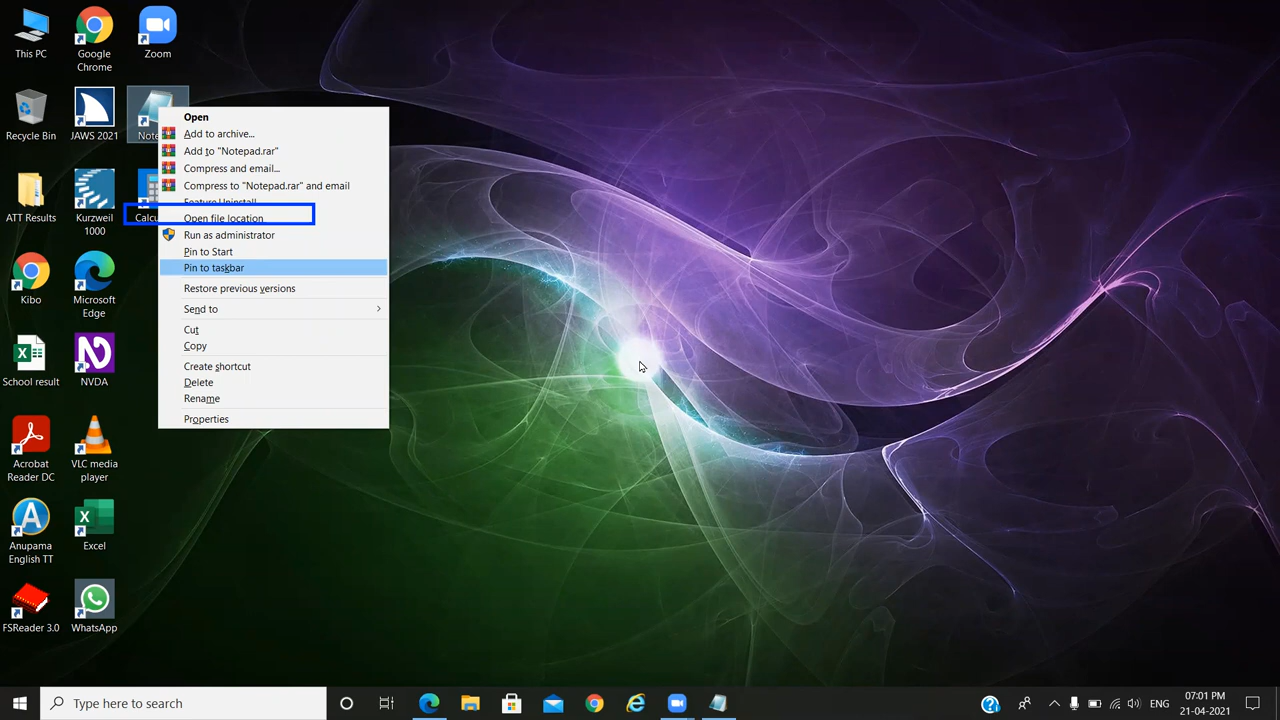 This PC
Google
Chrome
Zoom
Recycle Bin
JAWS 2021
ATT Results
Kurzweil
1000
Kibo
Microsoft
Edge
School result
NVDA
Acrobat
Reader DC
VLC media
player
Anupama
English TT
Excel
FSReader 3.0
WhatsApp
Open
Add to archive...
Add to "Notepad.rar"
Compress and email...
Compress to "Notepad.rar" and email
Feature Uninstall
Open file location
Run as administrator
Pin to Start
Pin to taskbar
Restore previous versions
Send to
Cut
Copy
Create shortcut
Delete
Rename
Properties
Type here to search
ENG
07:01 PM
21-04-2021